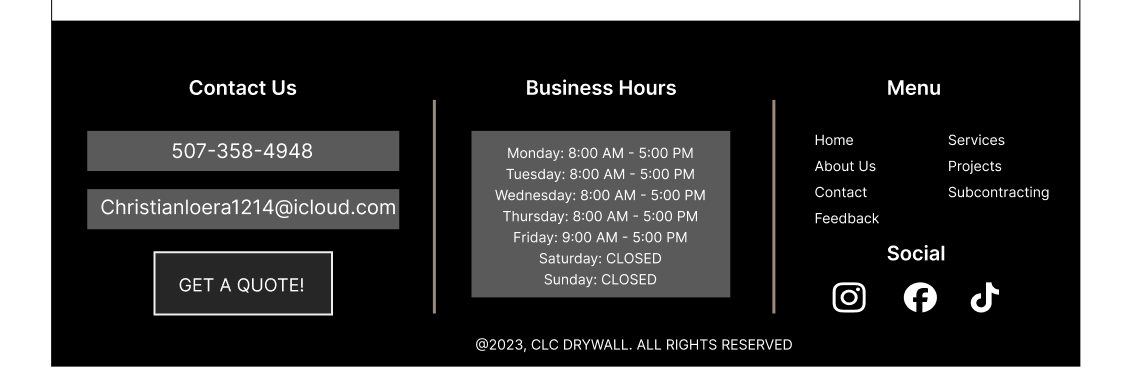 Contact Us
507-358-4948
Christianloera1214@icloud.com
GET A QUOTE!
Business Hours
Monday: 8:00 AM - 5:00 PM
Tuesday: 8:00 AM - 5:00 PM
Wednesday: 8:00 AM - 5:00 PM
Thursday: 8:00 AM - 5:00 PM
Friday: 9:00 AM - 5:00 PM
Saturday: CLOSED
Sunday: CLOSED
Menu
Home
About Us
Contact
Feedback
Services
Projects
Subcontracting
Social
@2023, CLC DRYWALL. ALL RIGHTS RESERVED